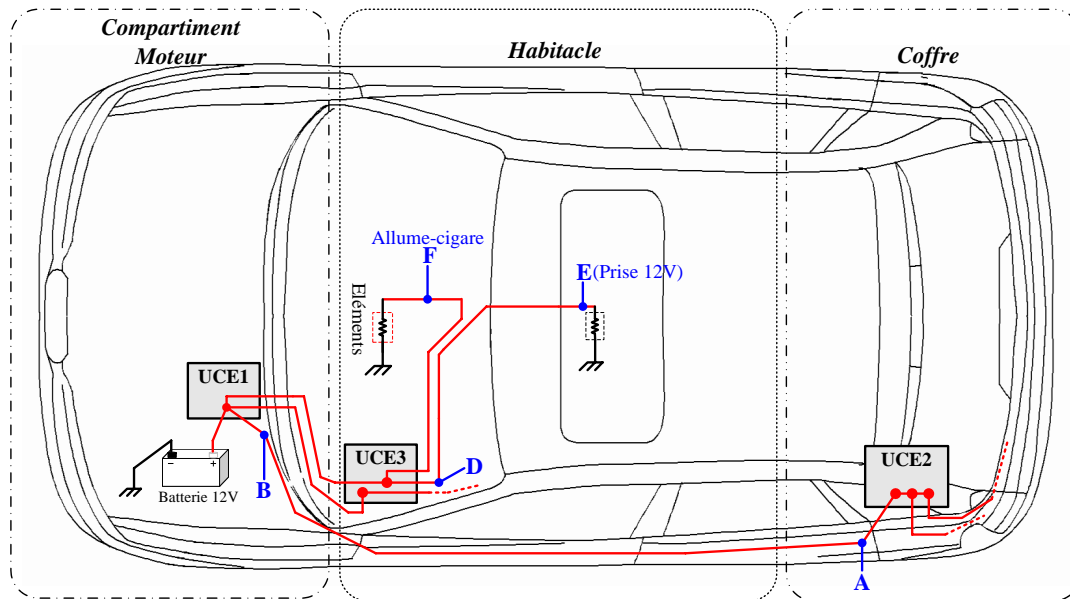 Compartiment
Moteur
Habitacle
Coffre
Allume-cigare
F
E(Prise 12V)
Eléments
UCE1
UCE3
D
UCE2
B
Batterie 12V
- +
A